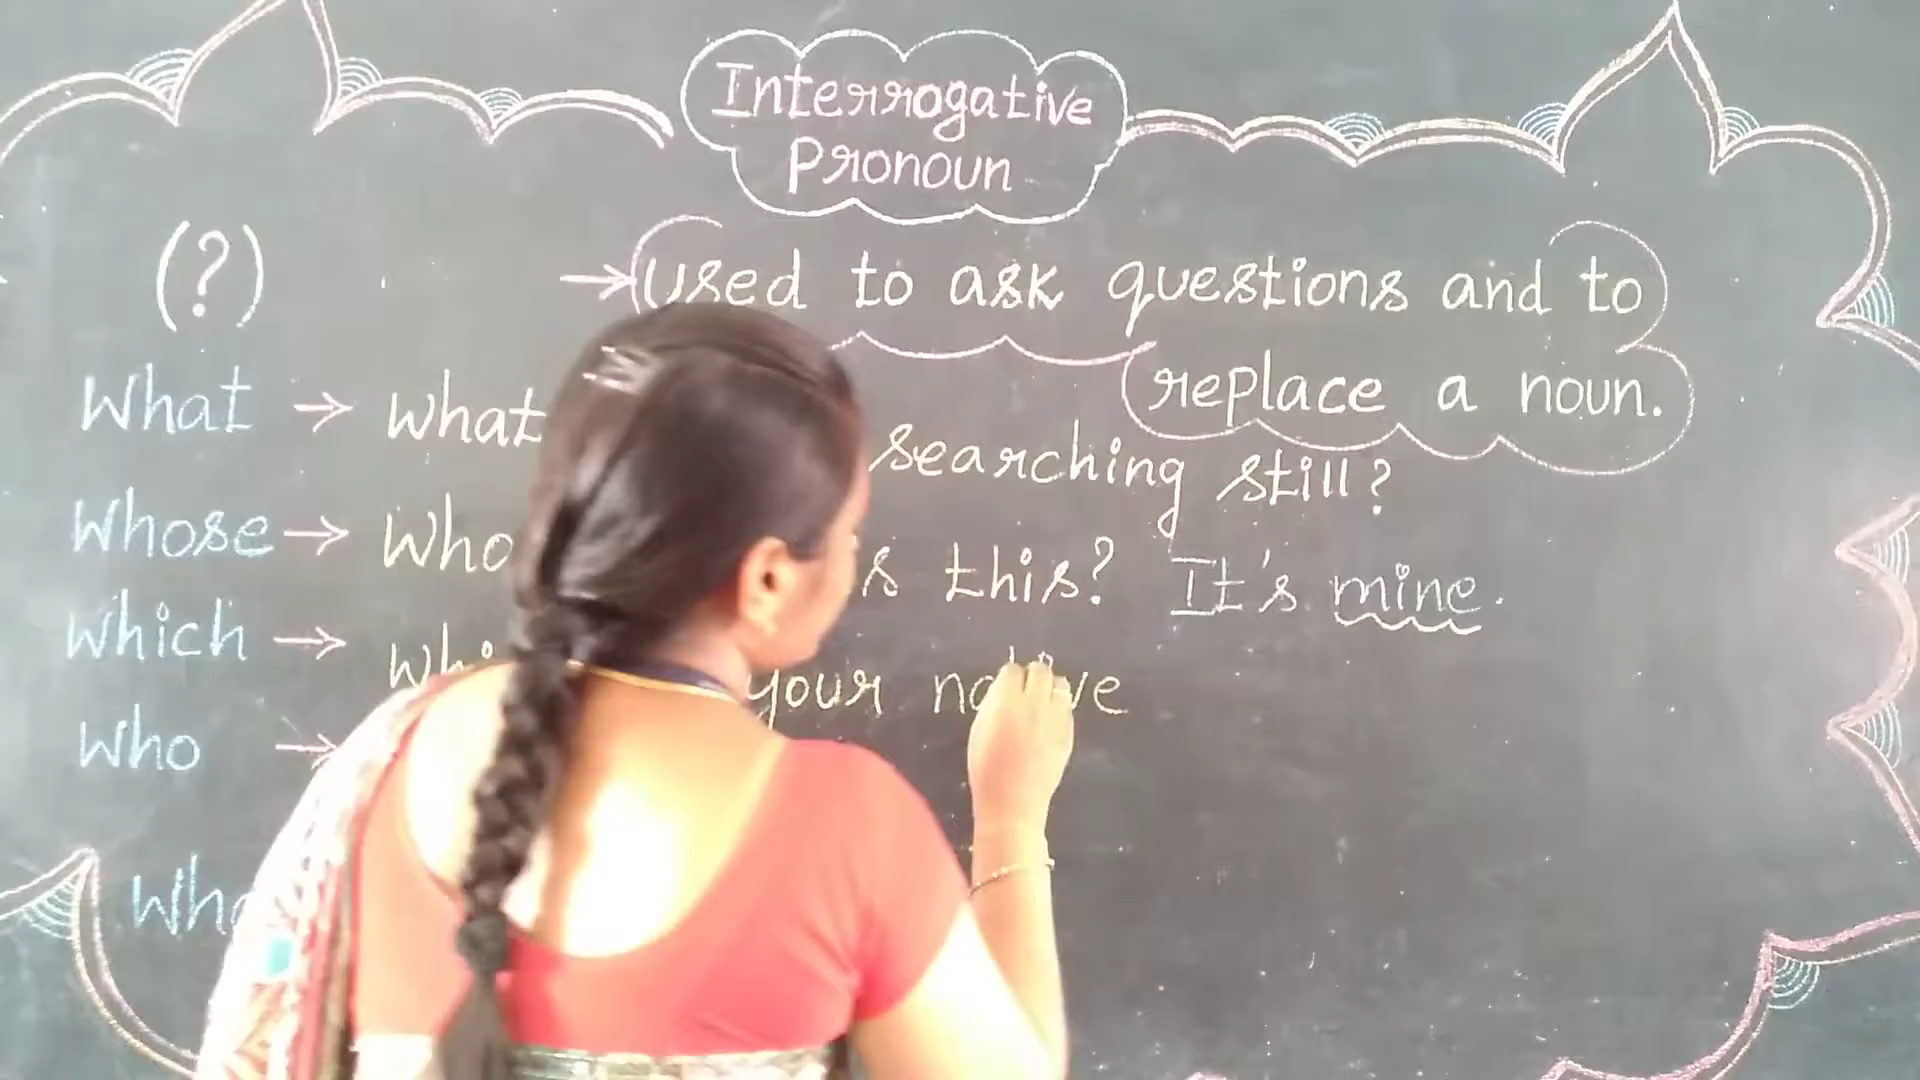 Interrogative
Pronoun
(?)
→ used to ask questions and to
replace a noun.
What → What searching still?
Whose → this? It's mine.
Which → your native
Who →